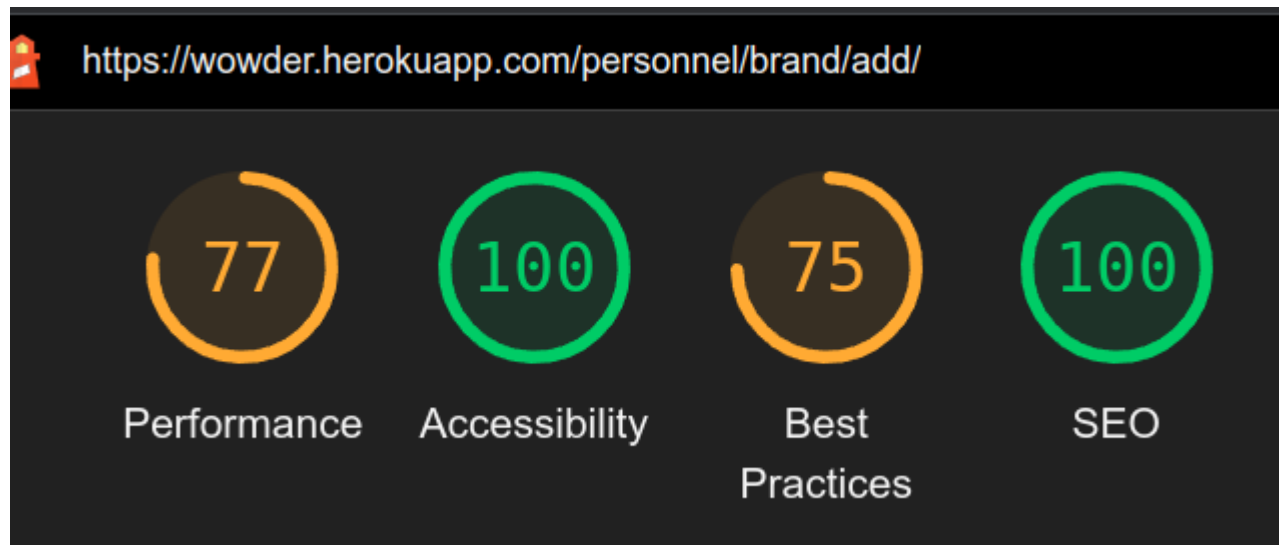 https://wowder.herokuapp.com/personnel/brand/add/
77
100
75
100
Performance
Accessibility
Best
Practices
SEO